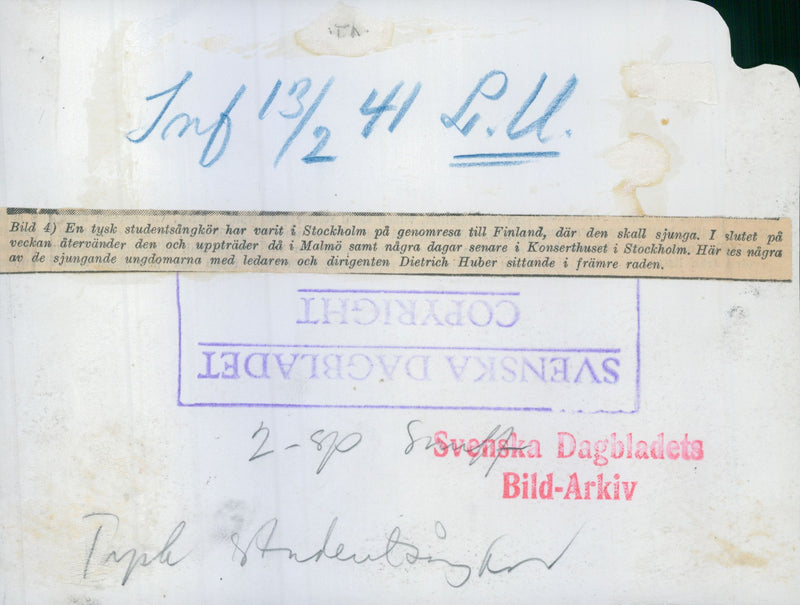 Inf 13/2 41 L.U.
Bild 4) En tysk studentsångkör har varit i Stockholm på genomresa till Finland, där den skall sjunga. I slutet på
veckan återvänder den och uppträder då i Malmö samt några dagar senare i Konserthuset i Stockholm. Här ses några
av de sjungande ungdomarna med ledaren och dirigenten Dietrich Huber sittande i främre raden.
COPYRIGHT
SVENSKA DAGBLADET
2-sp
Svenska Dagbladets
Bild-Arkiv
Tysk studentsångkör